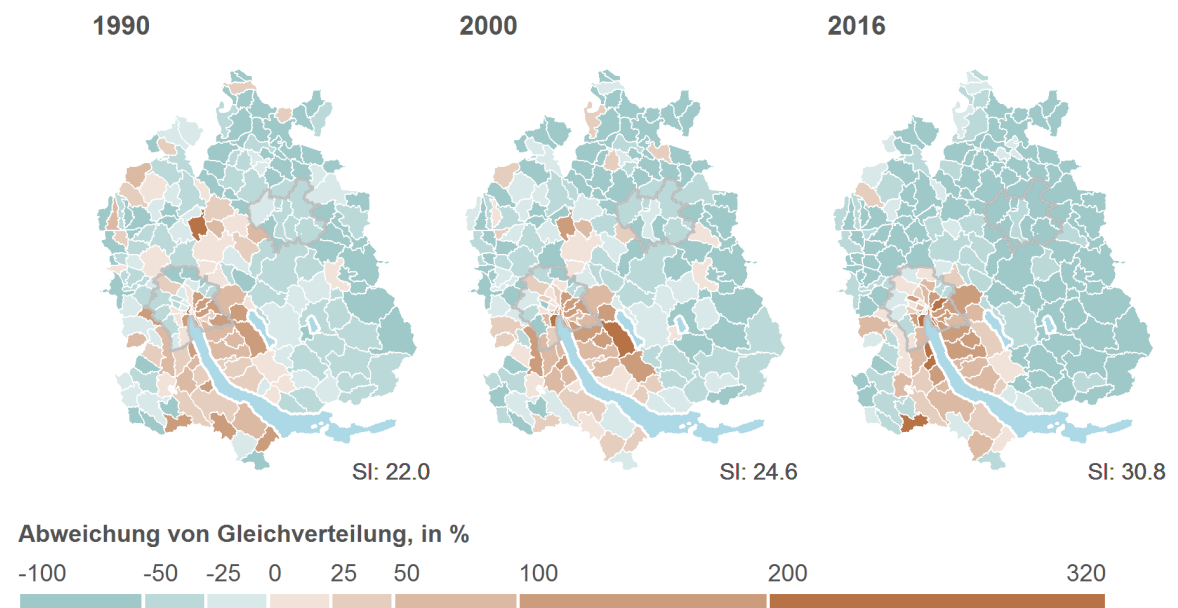 1990 2000 2016
SI: 22.0 SI: 24.6 SI: 30.8
Abweichung von Gleichverteilung, in %
-100 -50 -25 0 25 50 100 200 320